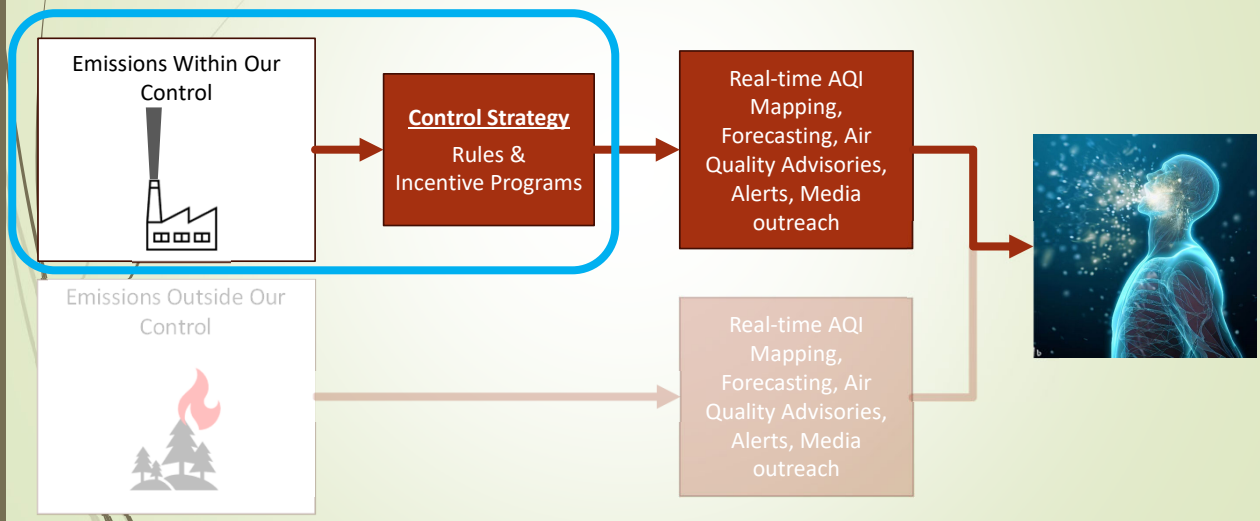 Emissions Within Our
Control
Control Strategy
Rules &
Incentive Programs
Real-time AQI
Mapping,
Forecasting, Air
Quality Advisories,
Alerts, Media
outreach
Emissions Outside Our
Control
Real-time AQI
Mapping,
Forecasting, Air
Quality Advisories,
Alerts, Media
outreach
b